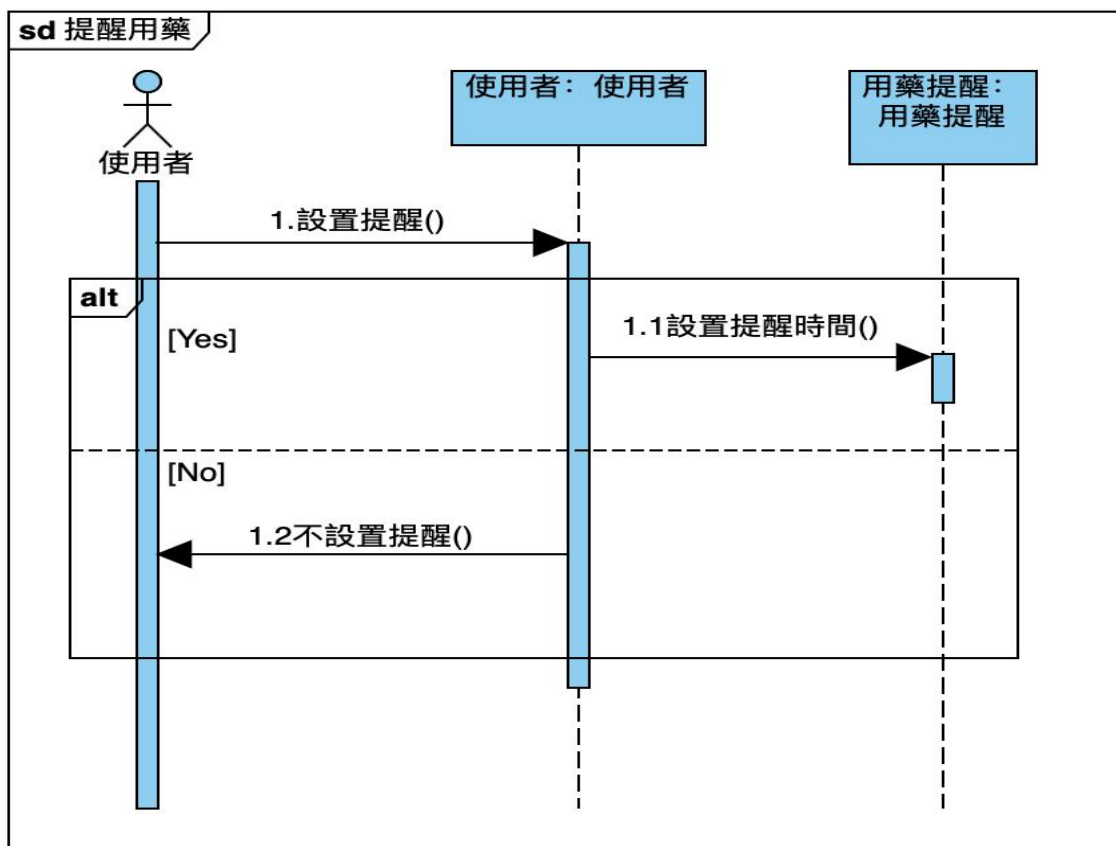 sd 提醒用藥
使用者
使用者：使用者
用藥提醒：
用藥提醒
1.設置提醒()
alt
[Yes]
1.1設置提醒時間()
[No]
1.2不設置提醒()